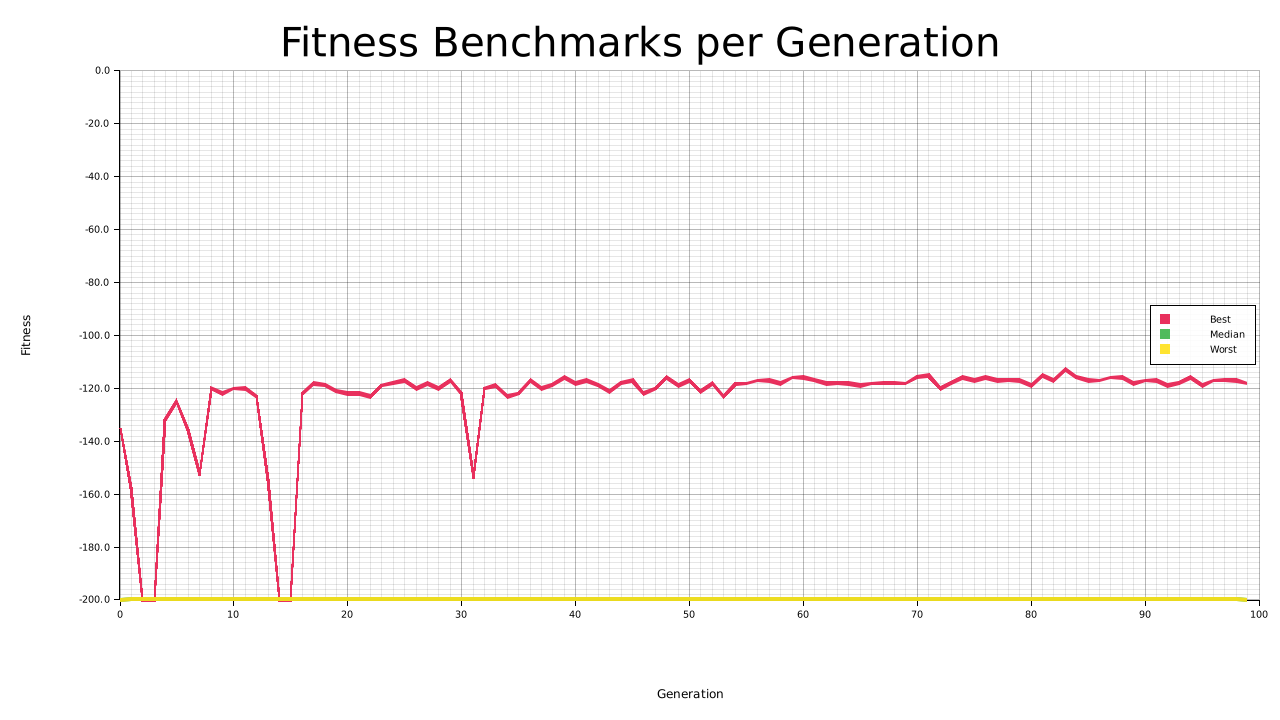 Fitness Benchmarks per Generation
0.0
-20.0
-40.0
-60.0
-80.0
-100.0
-120.0
-140.0
-160.0
-180.0
-200.0
Fitness
Best
Median
Worst
0 10 20 30 40 50 60 70 80 90 100
Generation